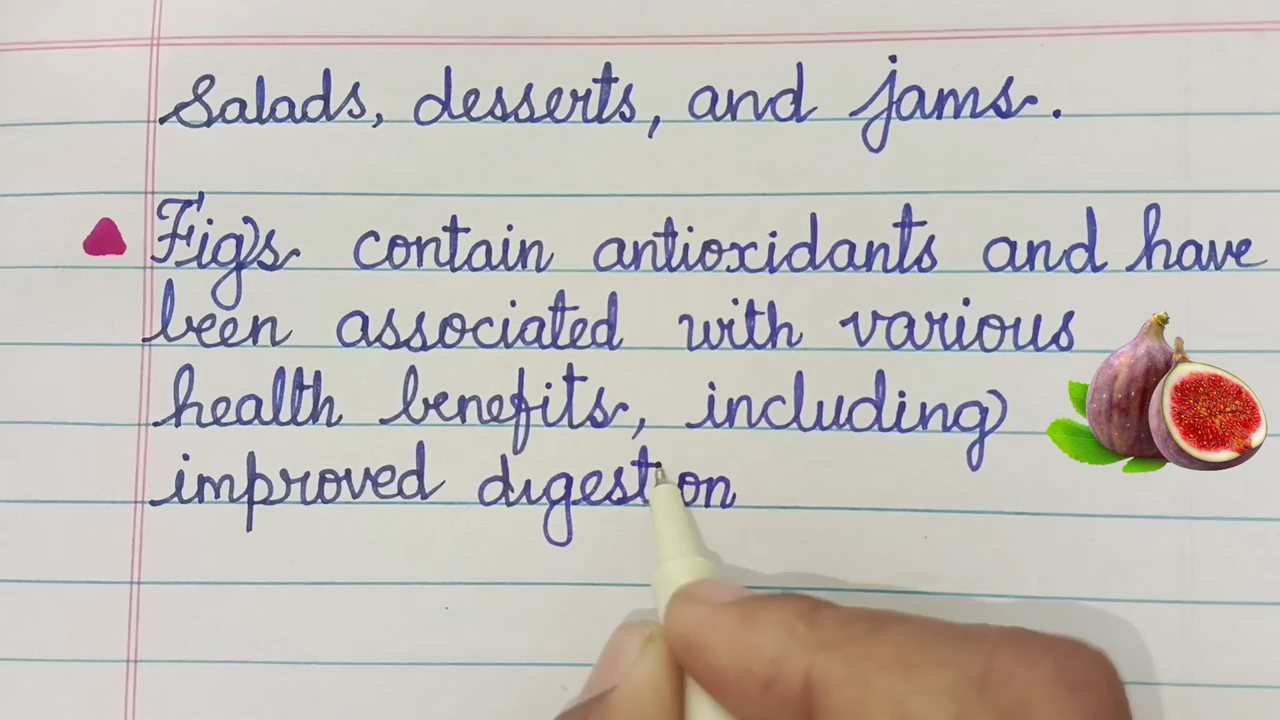 Salads, desserts, and jams.
Figs contain antioxidants and have
been associated with various
health benefits, including
improved digestion